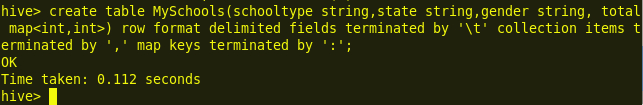 hive> create table MySchools(schooltype string,state string,gender string, total
 map<int,int>) row format delimited fields terminated by '\t' collection items t
erminated by ',' map keys terminated by ':';
OK
Time taken: 0.112 seconds
hive>